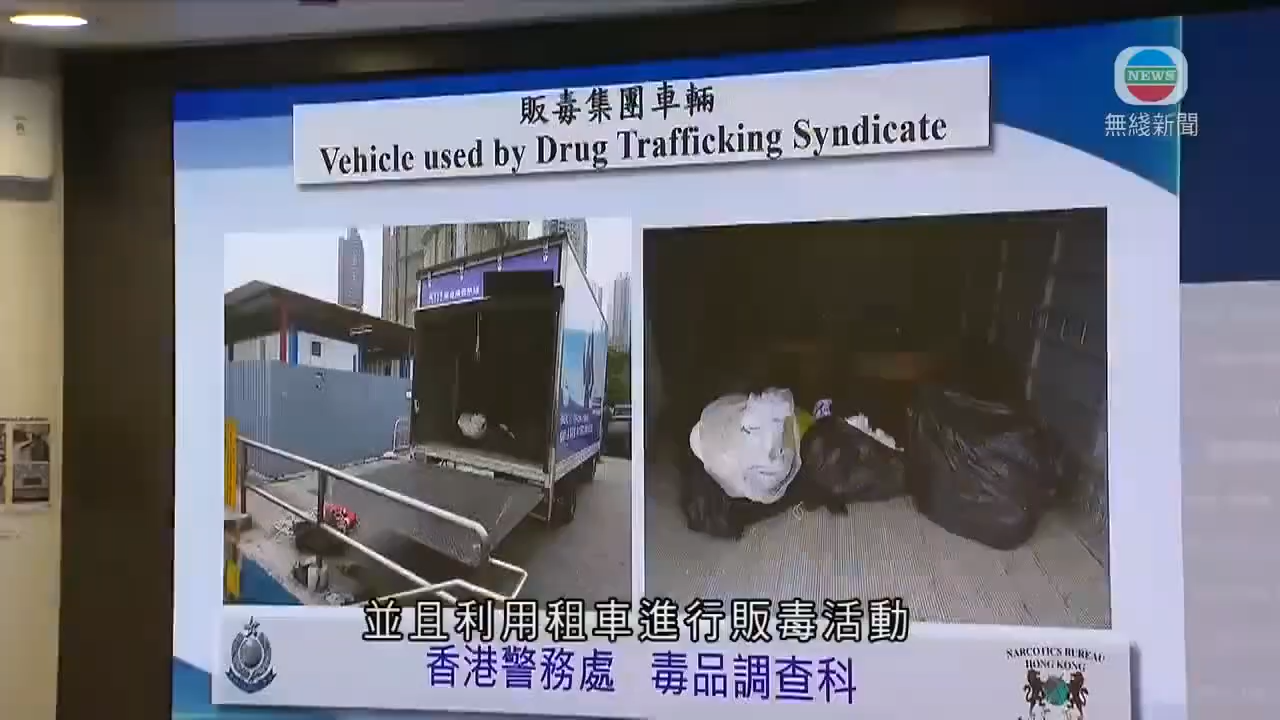 NEWS
無綫新聞
販毒集團車輛
Vehicle used by Drug Trafficking Syndicate
並且利用租車進行販毒活動
香港警務處 毒品調查科
NARCOTICS BUREAU
HONG KONG